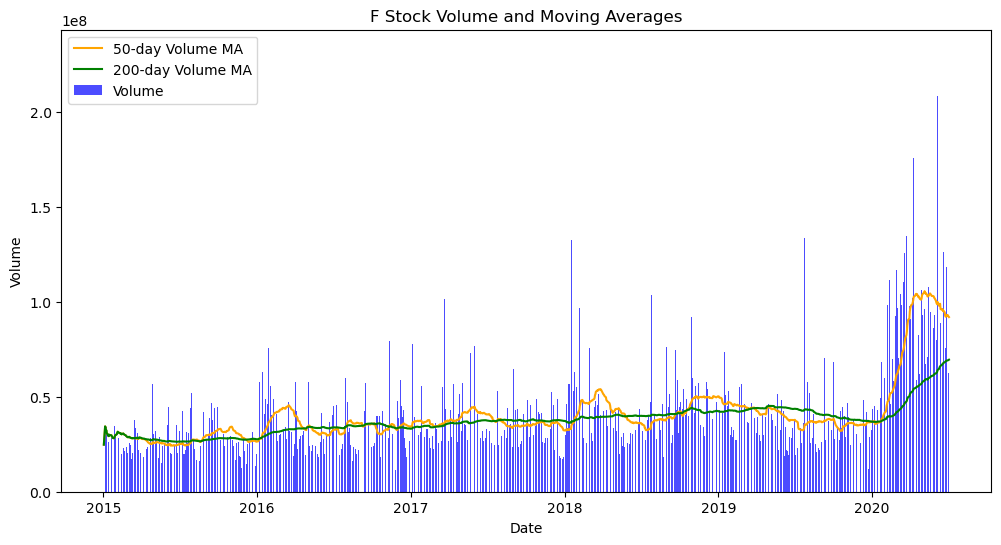 F Stock Volume and Moving Averages
1e8
50-day Volume MA
200-day Volume MA
Volume
2.0
1.5
1.0
0.5
0.0
Volume
2015 2016 2017 2018 2019 2020
Date